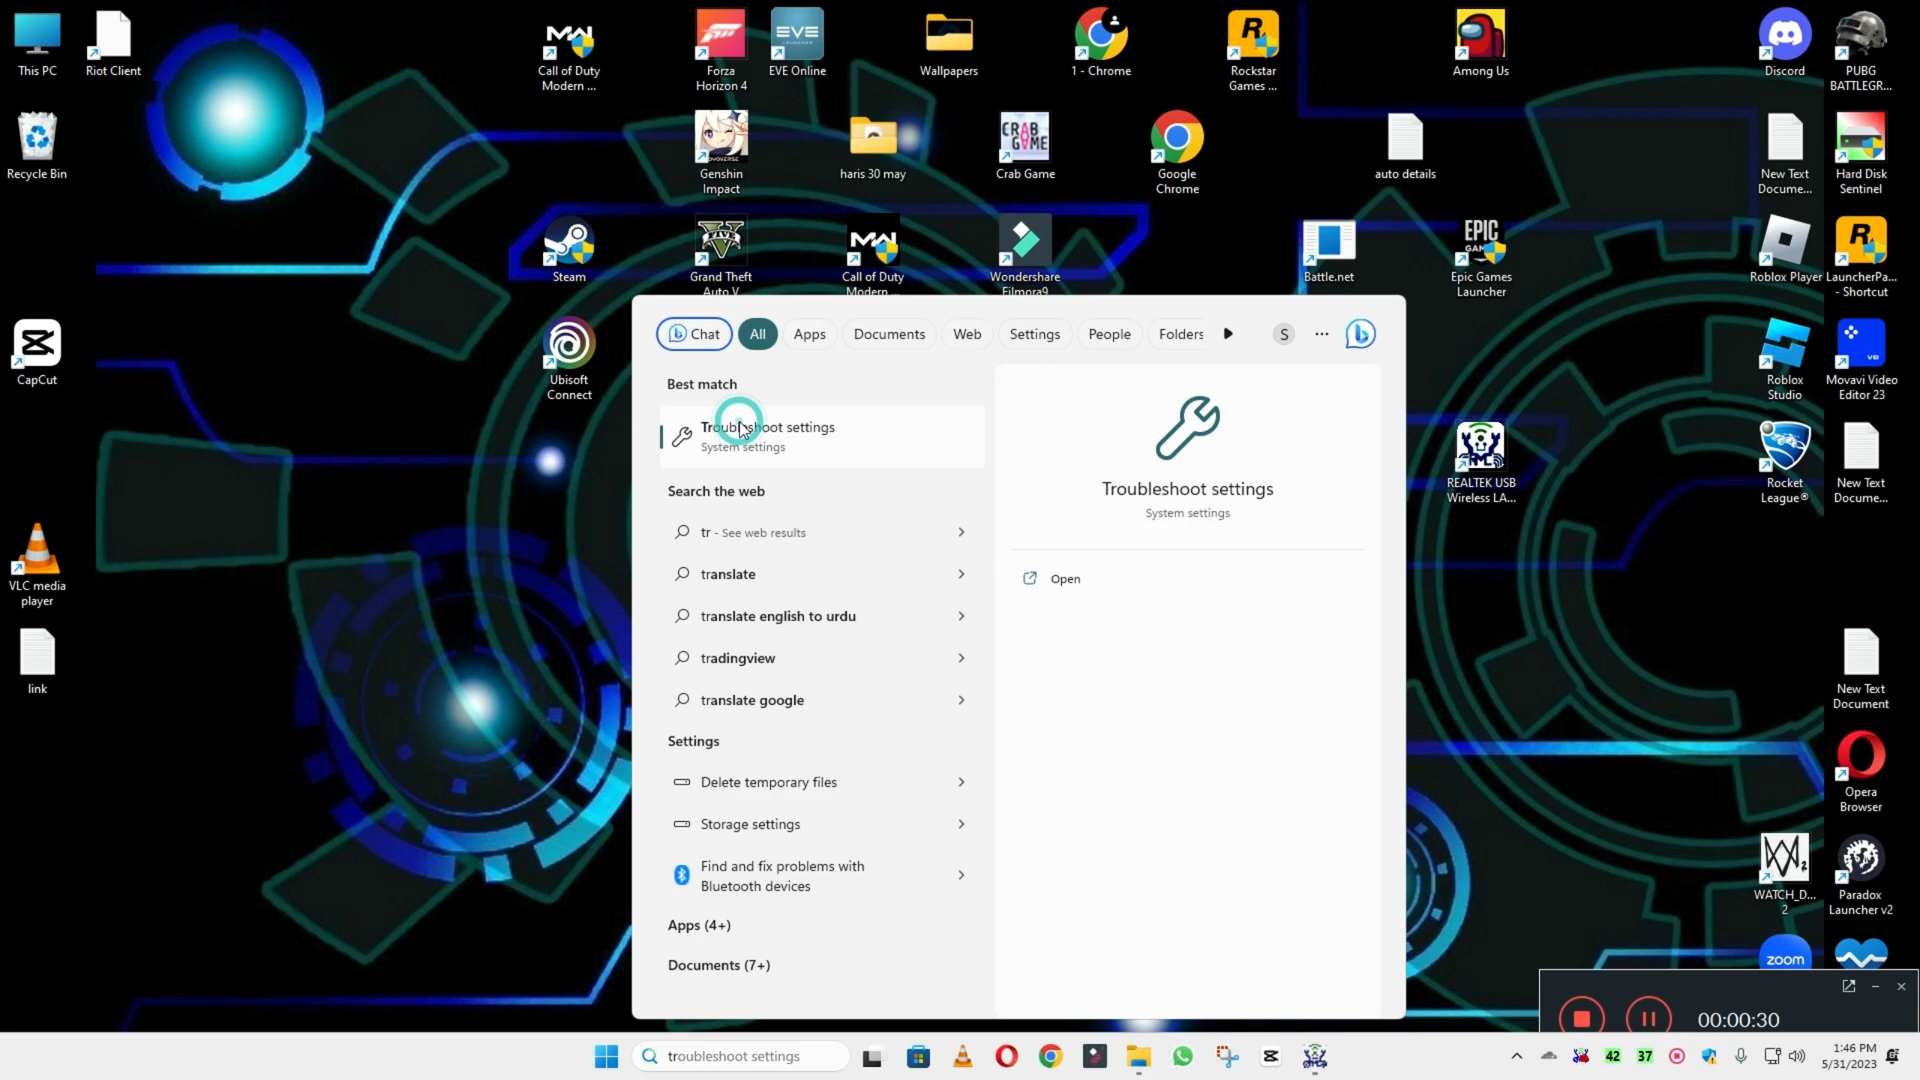 This PC
Riot Client
Call of Duty
Modern ...
Forza
Horizon 4
EVE
EVE Online
Wallpapers
1 - Chrome
Rockstar
Games ...
Among Us
Discord
PUBG
BATTLEGR...
Recycle Bin
Genshin
Impact
haris 30 may
CRAB
GAME
Crab Game
Google
Chrome
auto details
New Text
Docume...
Hard Disk
Sentinel
Steam
Grand Theft
Auto V
Call of Duty
Modern ...
Wondershare
Filmora9
Battle.net
EPIC
Epic Games
Launcher
Roblox Player
LauncherPa...
- Shortcut
CapCut
Ubisoft
Connect
Roblox
Studio
Movavi Video
Editor 23
REALTEK USB
Wireless LA...
Rocket
League®
New Text
Docume...
VLC media
player
link
New Text
Document
Opera
Browser
WATCH_D...
2
Paradox
Launcher v2
zoom
Chat
All
Apps
Documents
Web
Settings
People
Folders
S
Best match
Troubleshoot settings
System settings
Search the web
tr - See web results
translate
translate english to urdu
tradingview
translate google
Settings
Delete temporary files
Storage settings
Find and fix problems with
Bluetooth devices
Apps (4+)
Documents (7+)
Troubleshoot settings
System settings
Open
00:00:30
troubleshoot settings
42
37
1:46 PM
5/31/2023